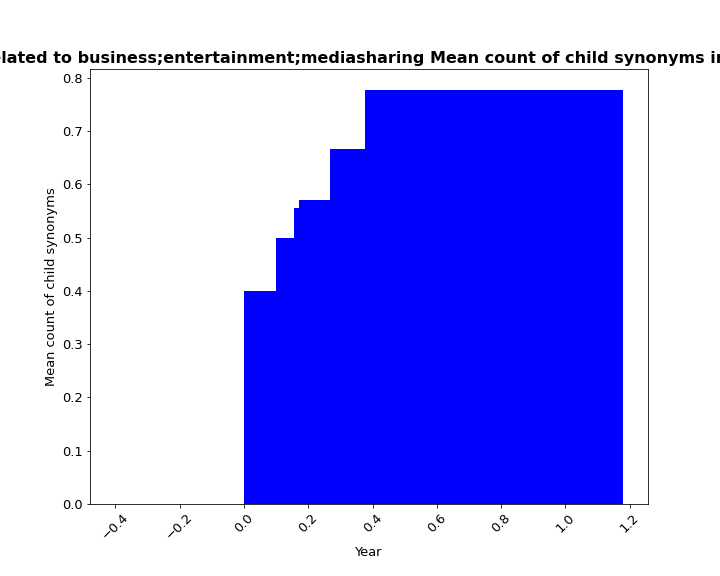 to business;entertainment;mediasharing Mean count of child synonyms
0.8
0.7
0.6
0.5
0.4
0.3
0.2
0.1
0.0
Mean count of child synonyms
−0.4 −0.2 0.0 0.2 0.4 0.6 0.8 1.0 1.2
Year